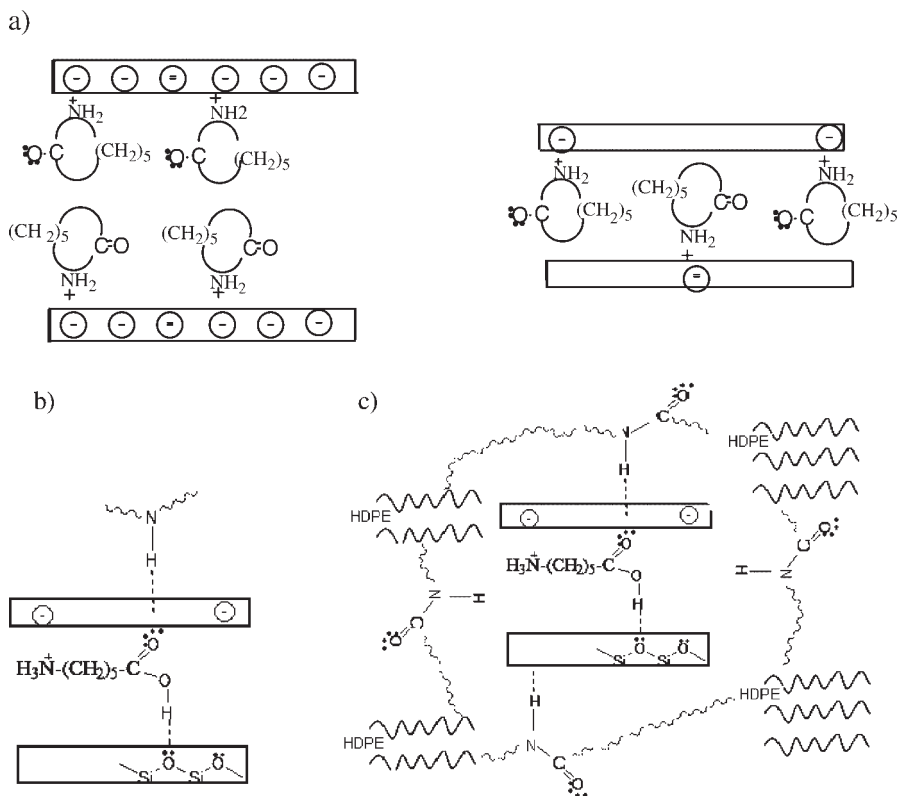 a)
- - = - - -
+ +
NH₂ NH2
O-C (CH₂)₅ O-C (CH₂)₅
(CH₂)₅ C=O (CH₂)₅ C=O
NH₂ NH₂
+ +
- - = - - -
- -
+ +
NH₂ NH₂
(CH₂)₅
O-C (CH₂)₅ C=O O-C (CH₂)₅
NH₂
+
=
b)
N
H
- -
O
H₃N⁺-(CH₂)₅-C
O
H
O O
Si Si
c)
O
C
N
H
HDPE
HDPE
- -
O
H₃N⁺-(CH₂)₅-C
O
H
O O
Si Si
N H
C
O
O
C
H N
HDPE
HDPE
H
N
C
O